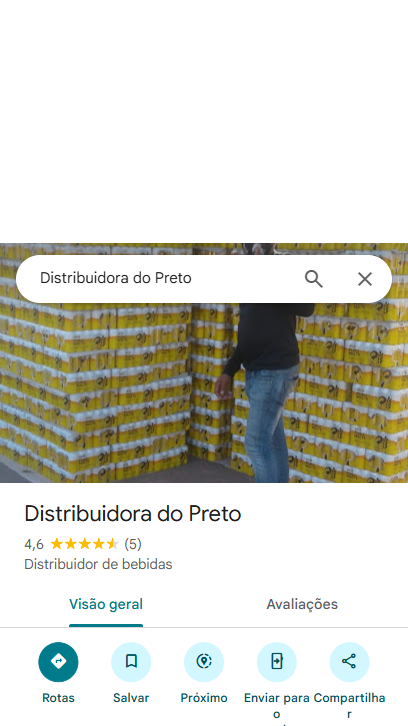 Distribuidora do Preto
Distribuidora do Preto
4,6 (5)
Distribuidor de bebidas
Visão geral Avaliações
Rotas Salvar Próximo Enviar para o Compartilhar